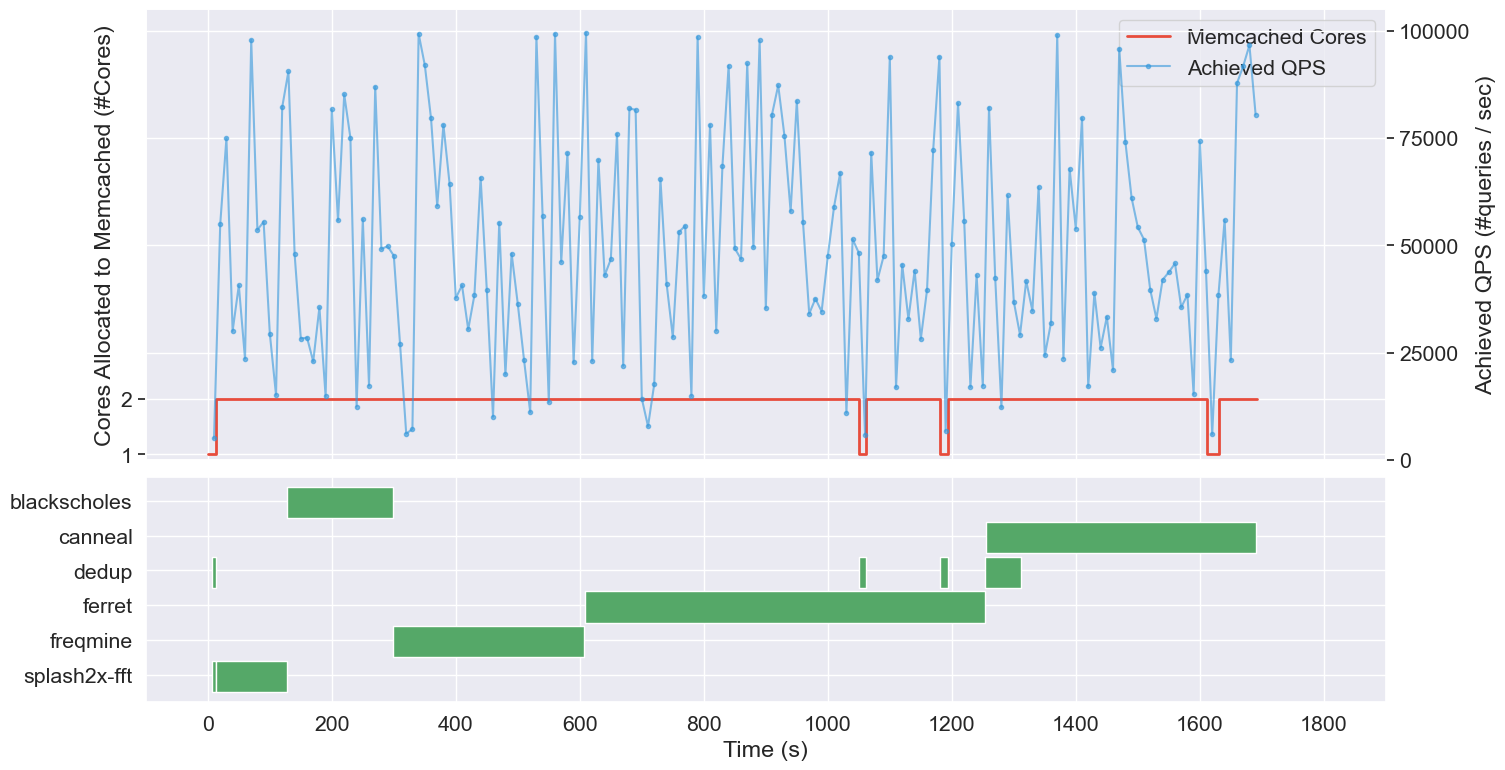 Cores Allocated to Memcached (#Cores)
2
1
Memcached Cores
Achieved QPS
100000
75000
50000
25000
0
Achieved QPS (#queries / sec)
blackscholes
canneal
dedup
ferret
freqmine
splash2x-fft
0 200 400 600 800 1000 1200 1400 1600 1800
Time (s)